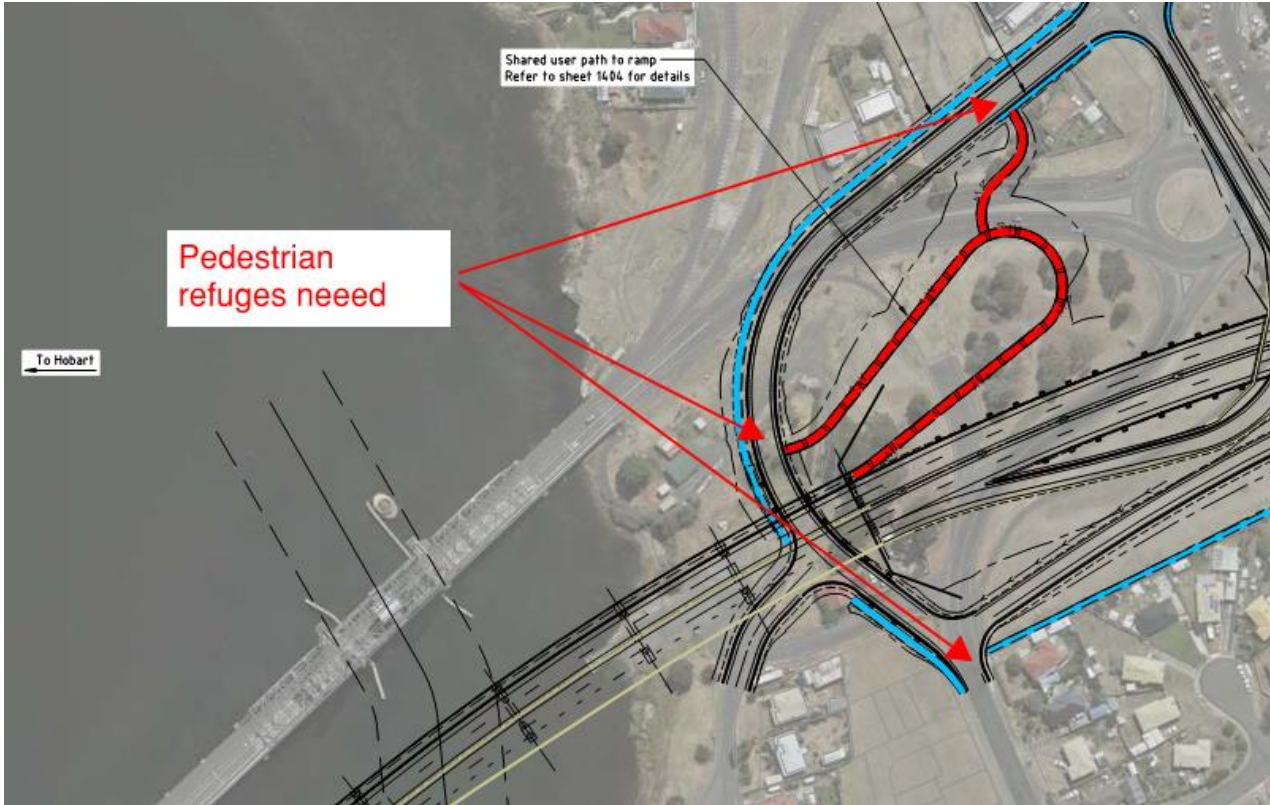 Shared user path to ramp
Refer to sheet 1404 for details
Pedestrian
refuges neeed
To Hobart